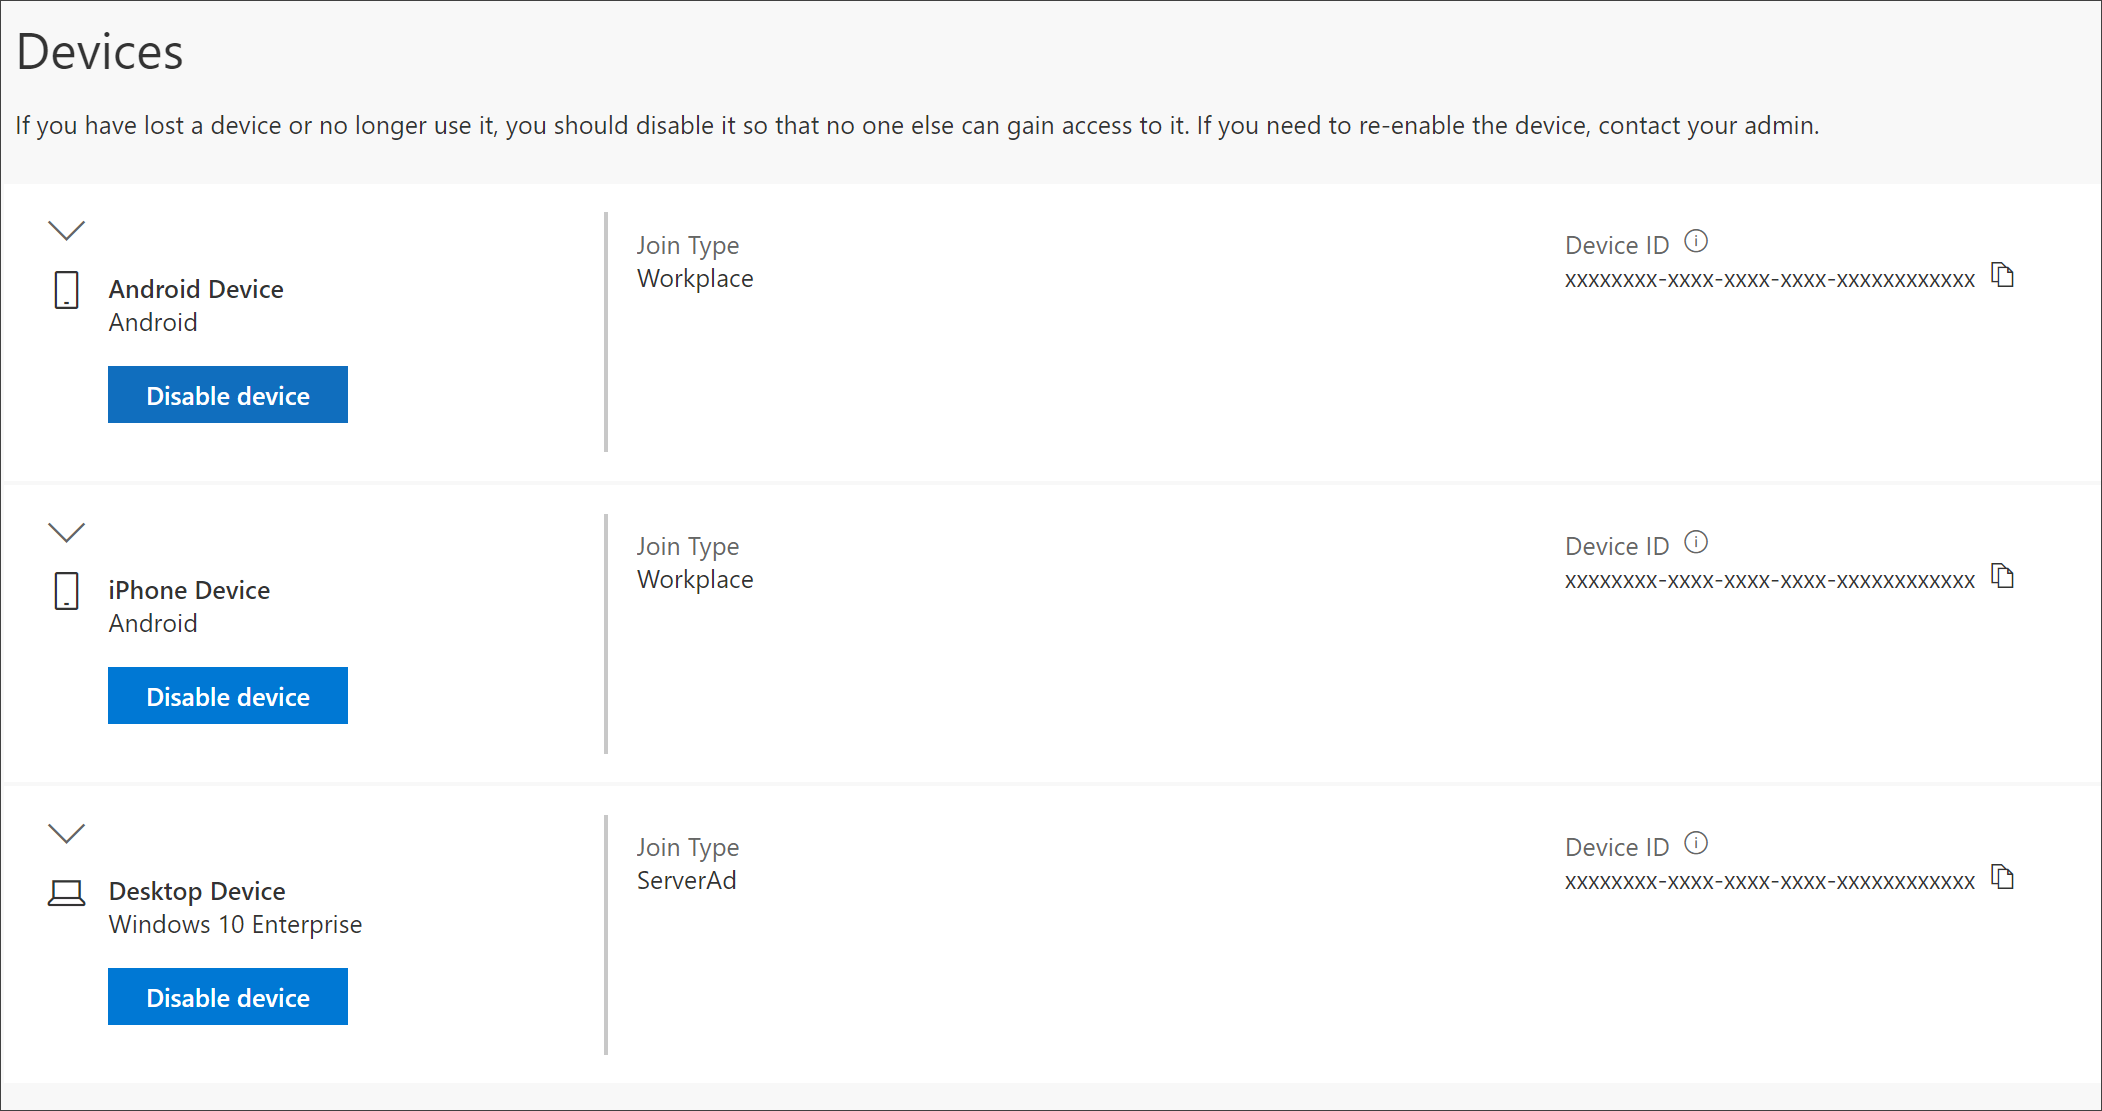 Devices
If you have lost a device or no longer use it, you should disable it so that no one else can gain access to it. If you need to re-enable the device, contact your admin.
Android Device
Android
Disable device
Join Type
Workplace
Device ID
xxxxxxxx-xxxx-xxxx-xxxx-xxxxxxxxxxxx
iPhone Device
Android
Disable device
Join Type
Workplace
Device ID
xxxxxxxx-xxxx-xxxx-xxxx-xxxxxxxxxxxx
Desktop Device
Windows 10 Enterprise
Disable device
Join Type
ServerAd
Device ID
xxxxxxxx-xxxx-xxxx-xxxx-xxxxxxxxxxxx